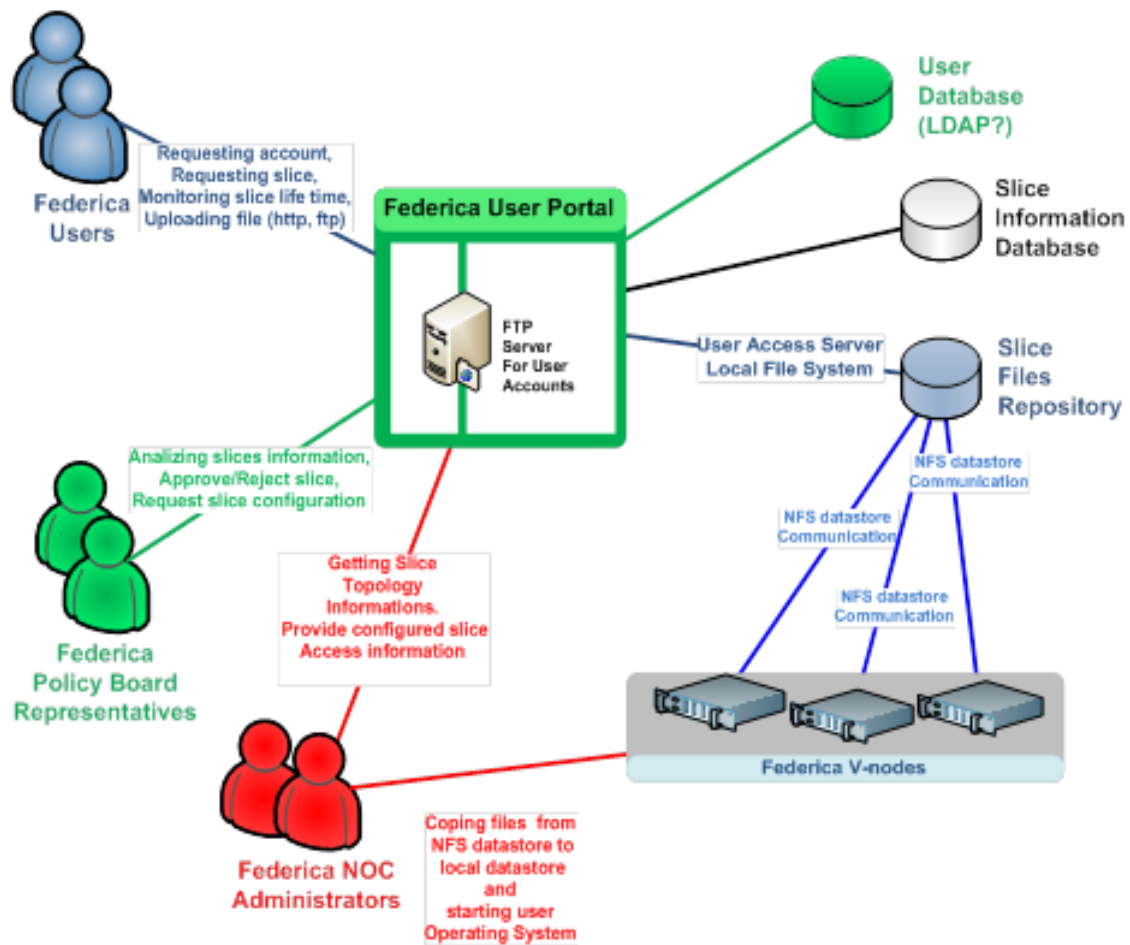 Federica
Users
Requesting account,
Requesting slice,
Monitoring slice life time,
Uploading file (http, ftp)
User
Database
(LDAP?)
Federica User Portal
FTP
Server
For User
Accounts
Slice
Information
Database
User Access Server
Local File System
Slice
Files
Repository
Analizing slices information,
Approve/Reject slice,
Request slice configuration
NFS datastore
Communication
NFS datastore
Communication
NFS datastore
Communication
Federica
Policy Board
Representatives
Getting Slice
Topology
Informations.
Provide configured slice
Access information
Federica V-nodes
Federica NOC
Administrators
Coping files from
NFS datastore to
local datastore
and
starting user
Operating System